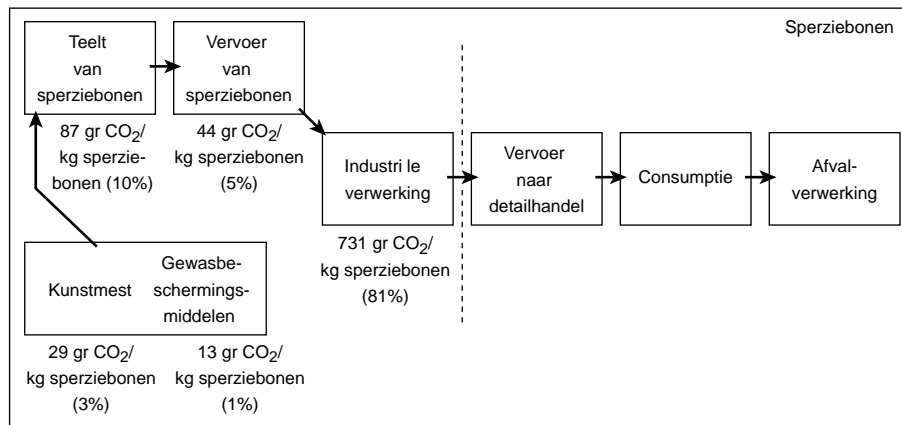 Sperziebonen
Teelt
van
sperziebonen
87 gr CO₂/
kg sperzie-
bonen (10%)
Vervoer
van
sperziebonen
44 gr CO₂/
kg sperziebonen
(5%)
Industri le
verwerking
731 gr CO₂/
kg sperziebonen
(81%)
Vervoer
naar
detailhandel
Consumptie
Afval-
verwerking
Kunstmest
Gewasbe-
schermings-
middelen
29 gr CO₂/
kg sperziebonen
(3%)
13 gr CO₂/
kg sperziebonen
(1%)